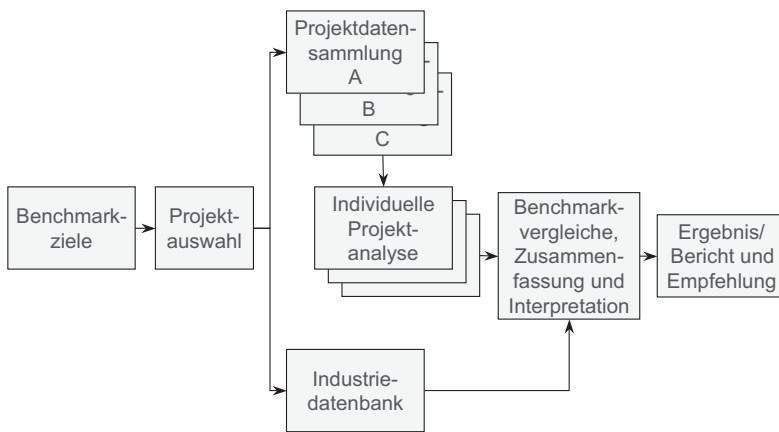 Projektdaten-
sammlung
A
B
C
Benchmark-
ziele
Projekt-
auswahl
Individuelle
Projekt-
analyse
Benchmark-
vergleiche,
Zusammen-
fassung und
Interpretation
Ergebnis/
Bericht und
Empfehlung
Industrie-
datenbank